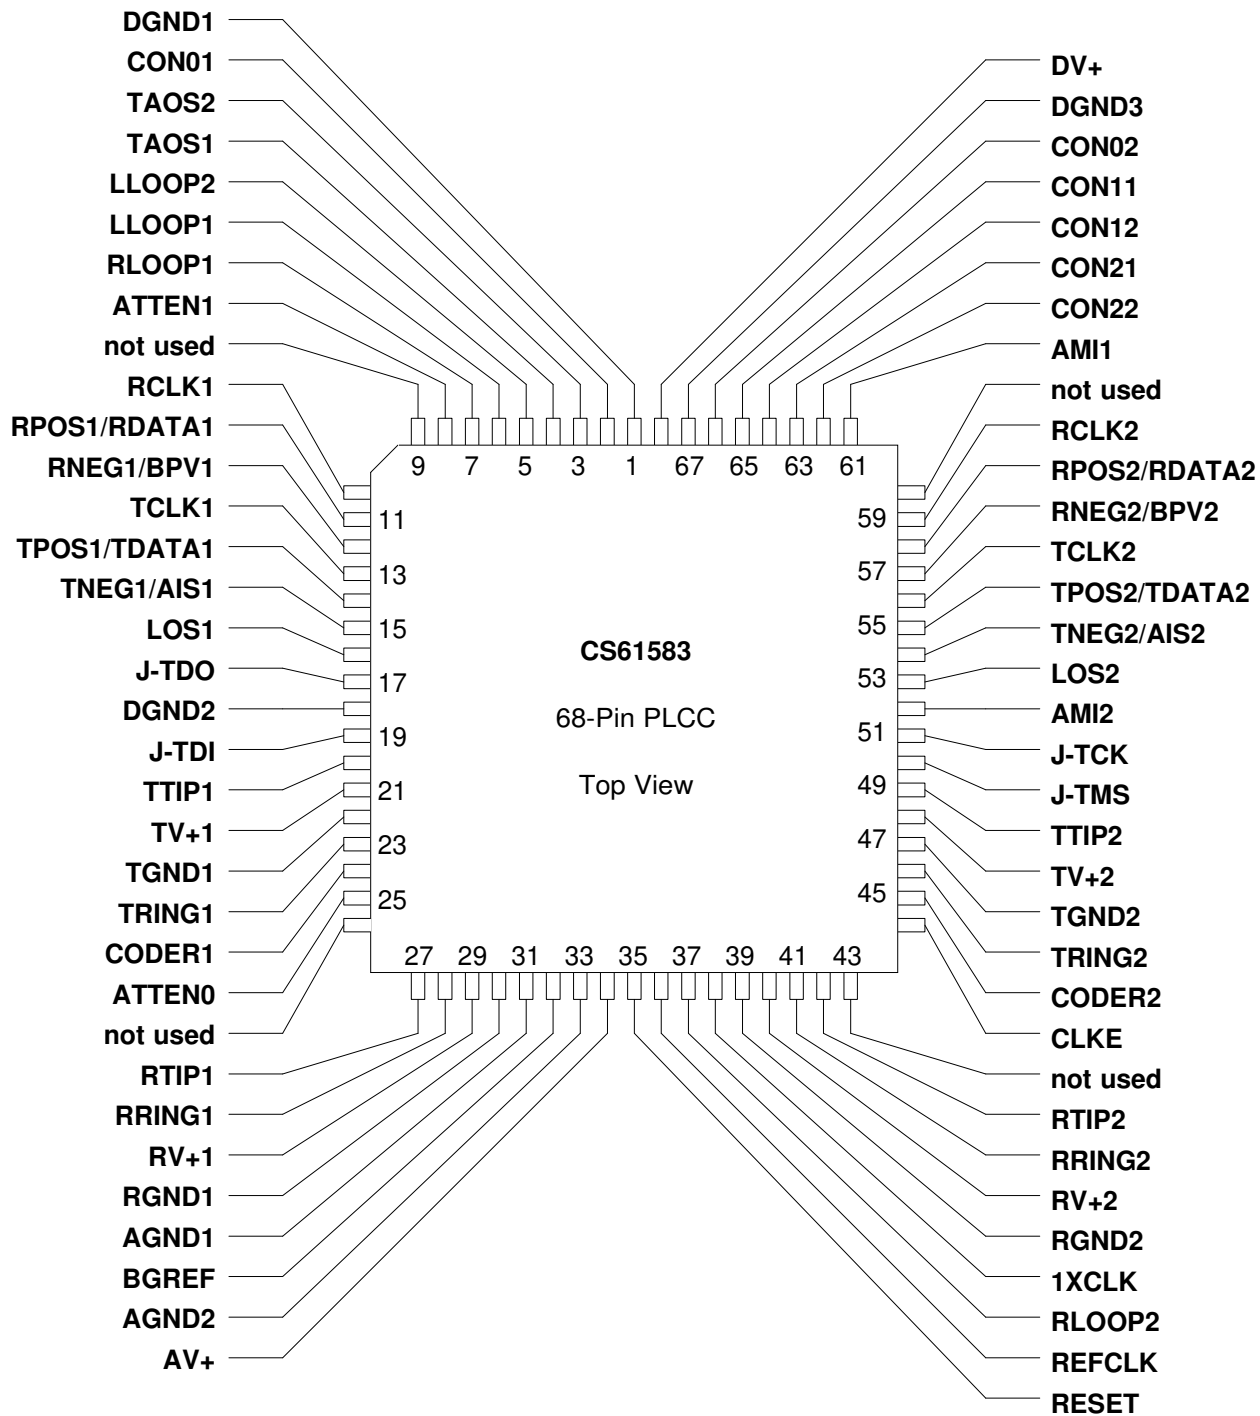 DGND1
CON01
TAOS2
TAOS1
LLOOP2
LLOOP1
RLOOP1
ATTEN1
not used
RCLK1
RPOS1/RDATA1
RNEG1/BPV1
TCLK1
TPOS1/TDATA1
TNEG1/AIS1
LOS1
J-TDO
DGND2
J-TDI
TTIP1
TV+1
TGND1
TRING1
CODER1
ATTEN0
not used
RTIP1
RRING1
RV+1
RGND1
AGND1
BGREF
AGND2
AV+
9 7 5 3 1 67 65 63 61
11
13
15
17
19
21
23
25
CS61583
68-Pin PLCC
Top View
59
57
55
53
51
49
47
45
27 29 31 33 35 37 39 41 43
DV+
DGND3
CON02
CON11
CON12
CON21
CON22
AMI1
not used
RCLK2
RPOS2/RDATA2
RNEG2/BPV2
TCLK2
TPOS2/TDATA2
TNEG2/AIS2
LOS2
AMI2
J-TCK
J-TMS
TTIP2
TV+2
TGND2
TRING2
CODER2
CLKE
not used
RTIP2
RRING2
RV+2
RGND2
1XCLK
RLOOP2
REFCLK
RESET